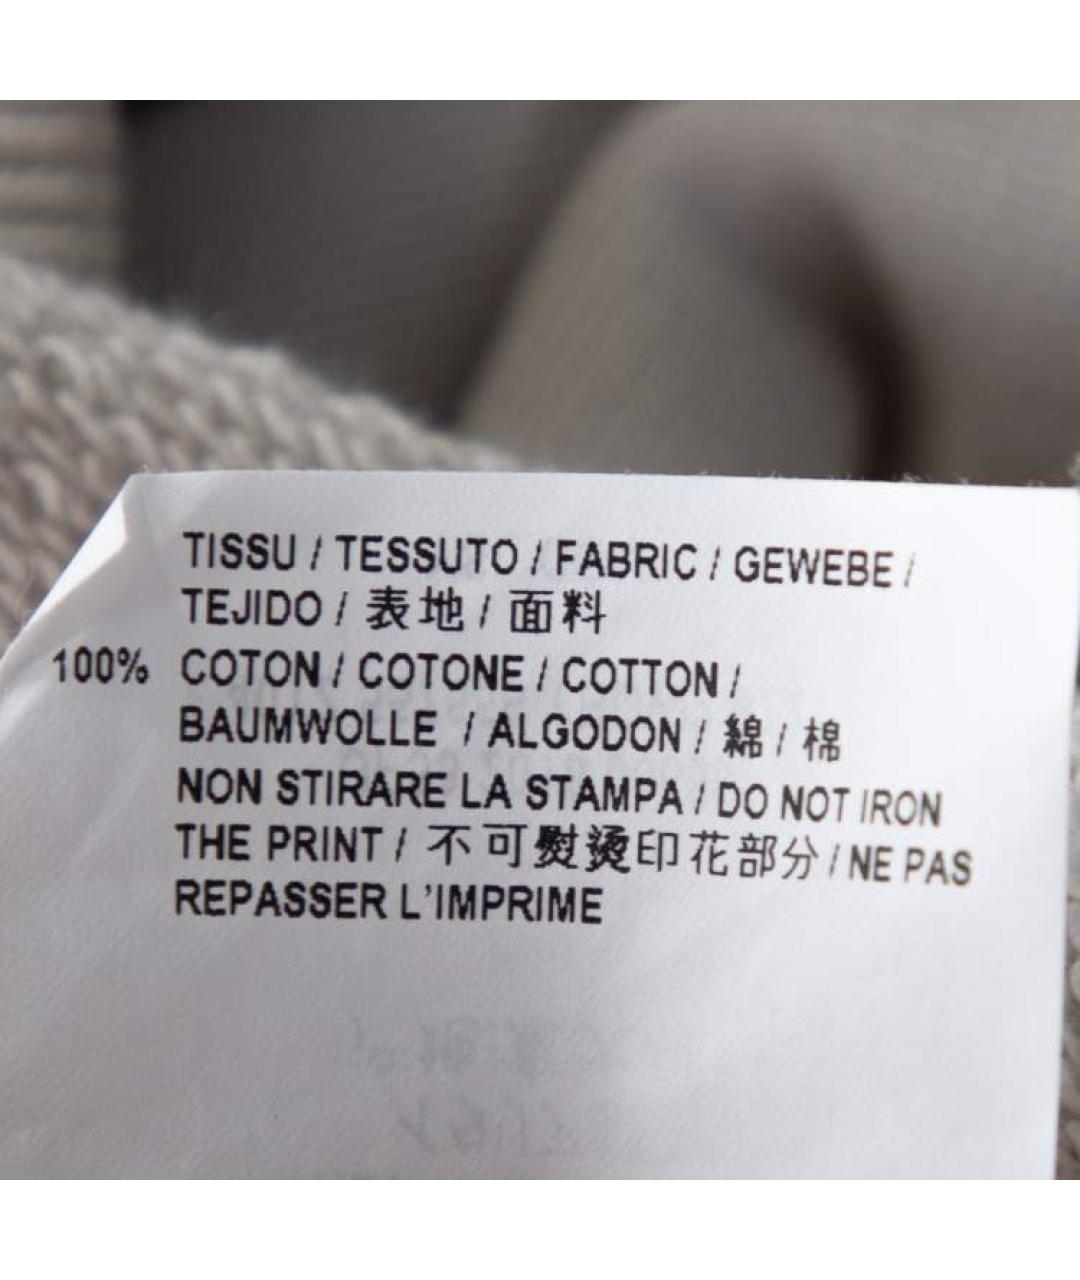 TISSU / TESSUTO / FABRIC / GEWEBE /
TEJIDO / 表地 / 面料
100% COTON / COTONE / COTTON /
BAUMWOLLE / ALGODON / 綿 / 棉
NON STIRARE LA STAMPA / DO NOT IRON
THE PRINT / 不可熨烫印花部分 / NE PAS
REPASSER L'IMPRIME